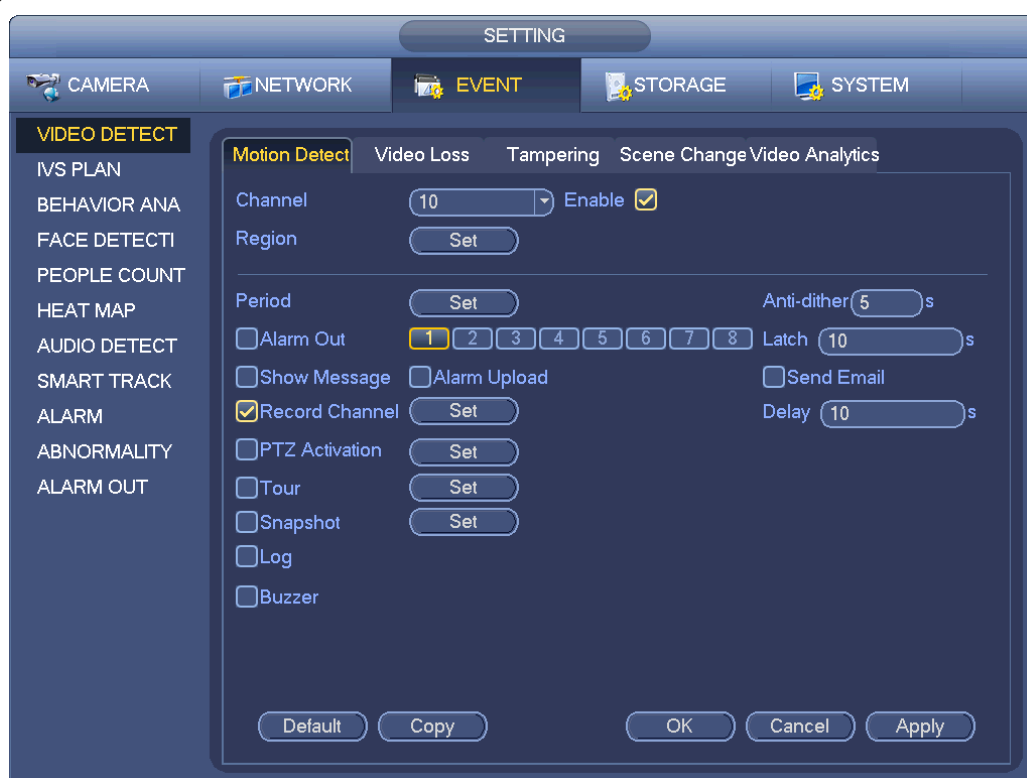 SETTING
CAMERA NETWORK EVENT STORAGE SYSTEM
VIDEO DETECT
IVS PLAN
BEHAVIOR ANA
FACE DETECTI
PEOPLE COUNT
HEAT MAP
AUDIO DETECT
SMART TRACK
ALARM
ABNORMALITY
ALARM OUT
Motion Detect Video Loss Tampering Scene Change Video Analytics
Channel 10 Enable
Region Set
Period Set Anti-dither 5 s
Alarm Out 1 2 3 4 5 6 7 8 Latch 10 s
Show Message Alarm Upload Send Email
Record Channel Set Delay 10 s
PTZ Activation Set
Tour Set
Snapshot Set
Log
Buzzer
Default Copy OK Cancel Apply